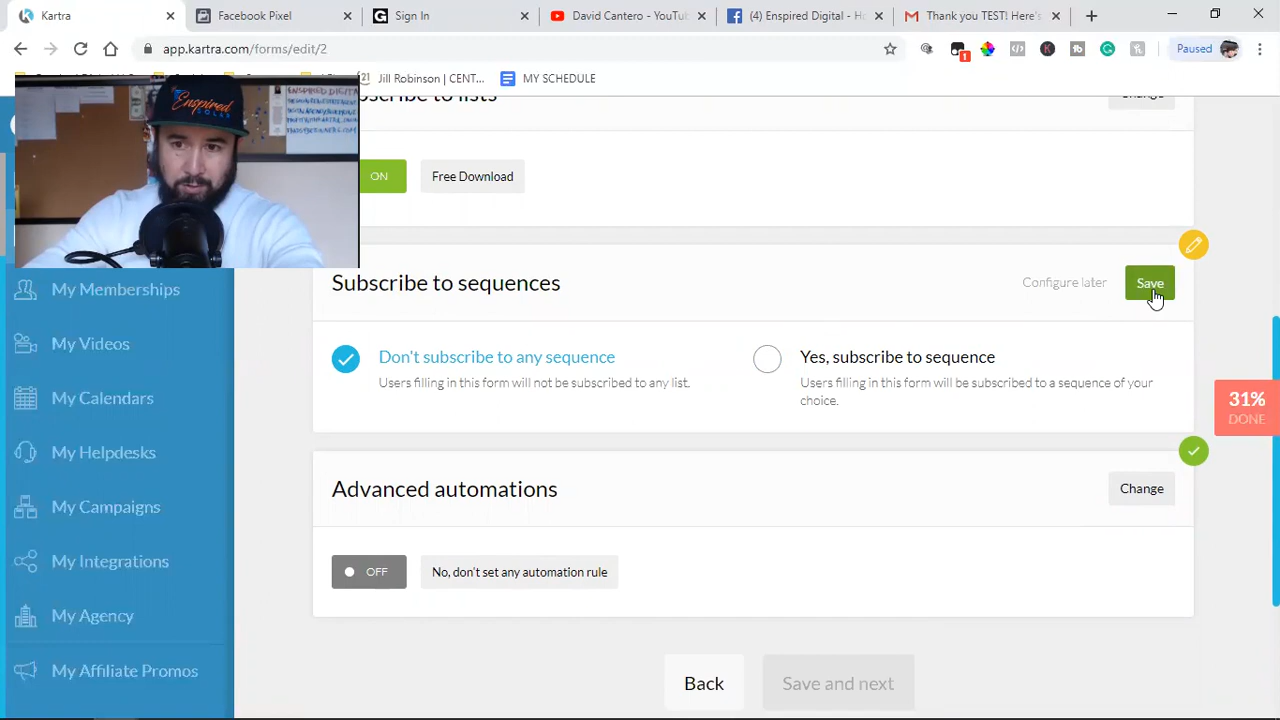 Kartra
Facebook Pixel
Sign In
David Cantero - YouTu
(4) Enspired Digital - Ho
Thank you TEST! Here's
app.kartra.com/forms/edit/2
1
Paused
Jill Robinson | CENT...
MY SCHEDULE
Enspired
SOLAR
ON
Free Download
Subscribe to sequences
Configure later
Save
Don't subscribe to any sequence
Users filling in this form will not be subscribed to any list.
Yes, subscribe to sequence
Users filling in this form will be subscribed to a sequence of your
choice.
31%
DONE
Advanced automations
Change
OFF
No, don't set any automation rule
Back
Save and next
My Memberships
My Videos
My Calendars
My Helpdesks
My Campaigns
My Integrations
My Agency
My Affiliate Promos